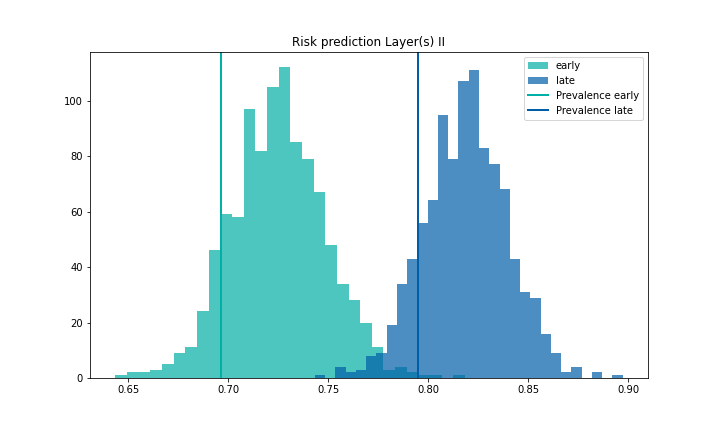 Risk prediction Layer(s) II
early
late
Prevalence early
Prevalence late
100
80
60
40
20
0
0.65 0.70 0.75 0.80 0.85 0.90